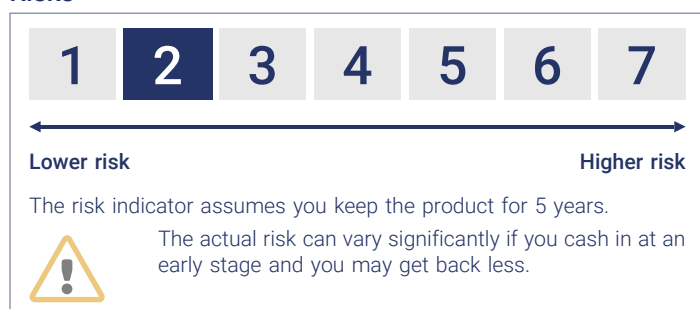 1 2 3 4 5 6 7
Lower risk Higher risk
The risk indicator assumes you keep the product for 5 years.
The actual risk can vary significantly if you cash in at an
early stage and you may get back less.